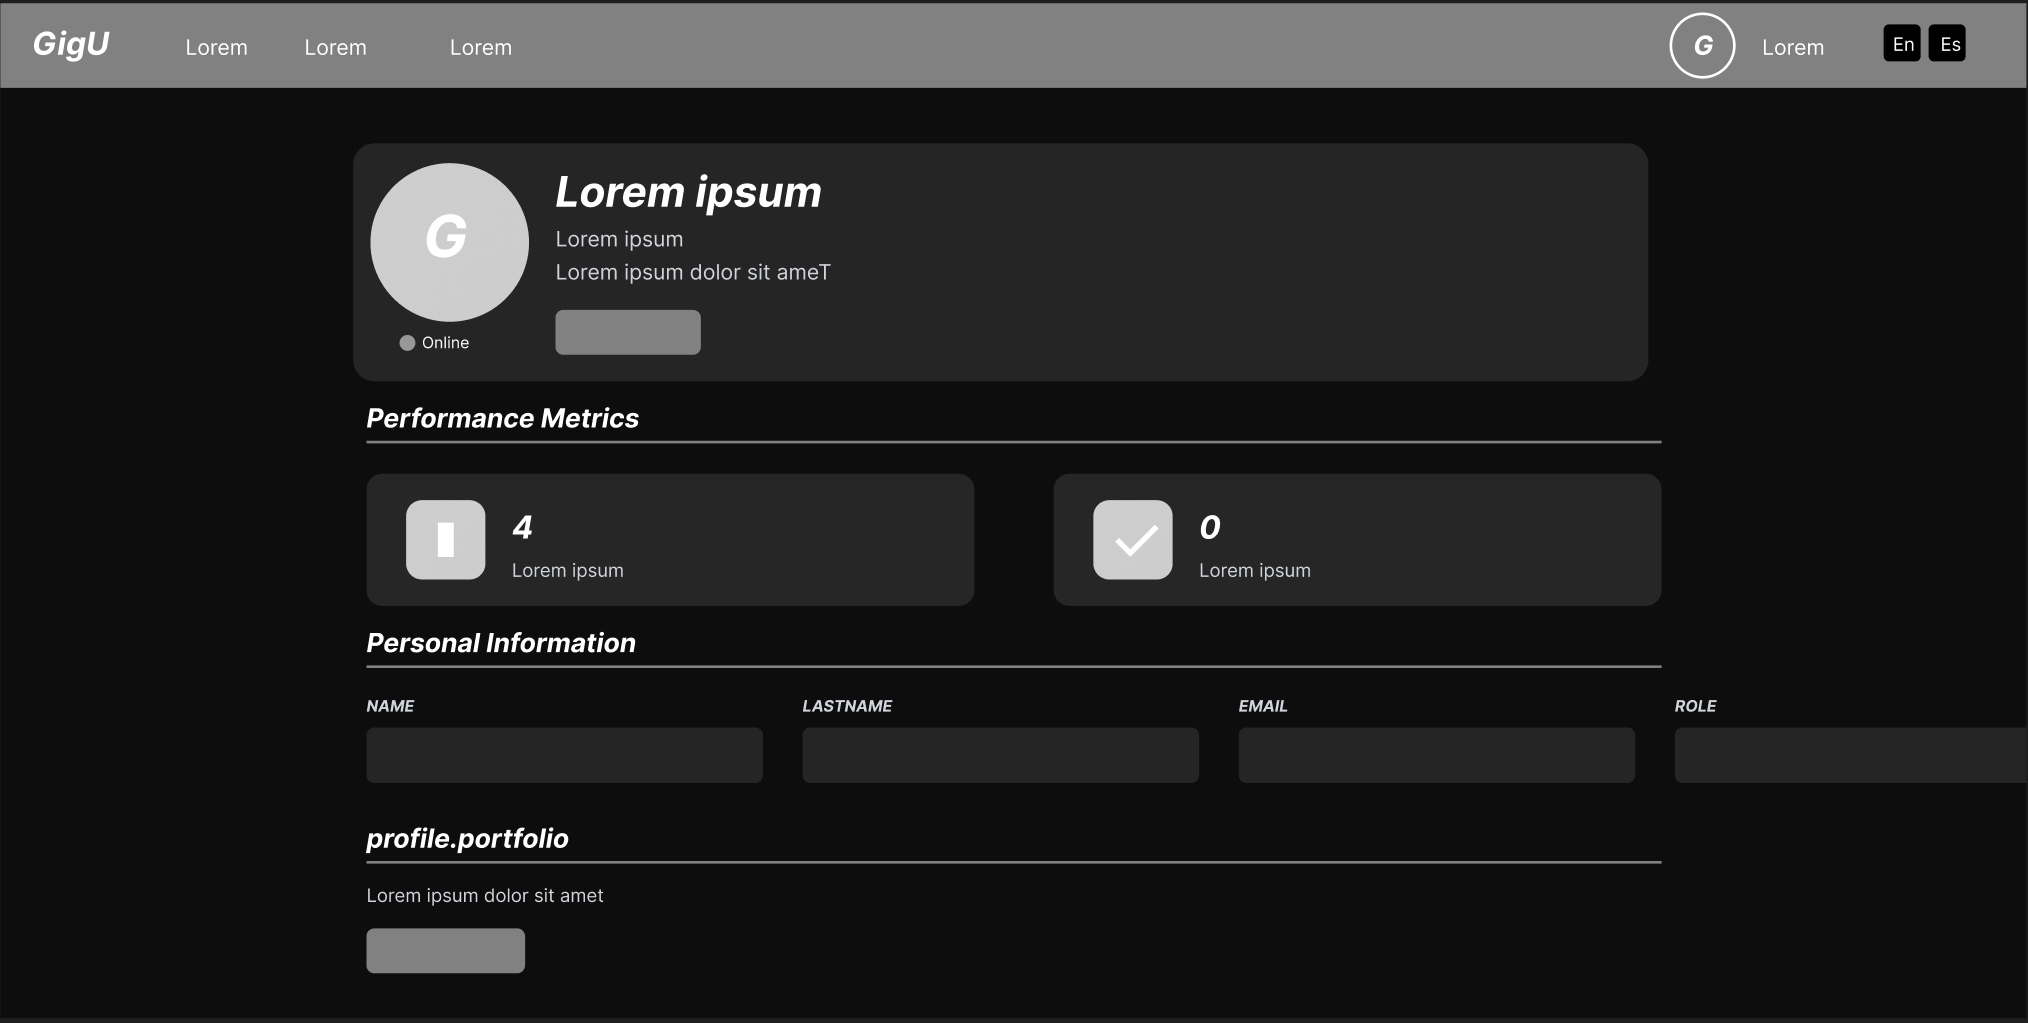 GigU Lorem Lorem Lorem G Lorem En Es
G
Lorem ipsum
Lorem ipsum
Lorem ipsum dolor sit ameT
Online
Performance Metrics
4
Lorem ipsum
0
Lorem ipsum
Personal Information
NAME LASTNAME EMAIL ROLE
profile.portfolio
Lorem ipsum dolor sit amet